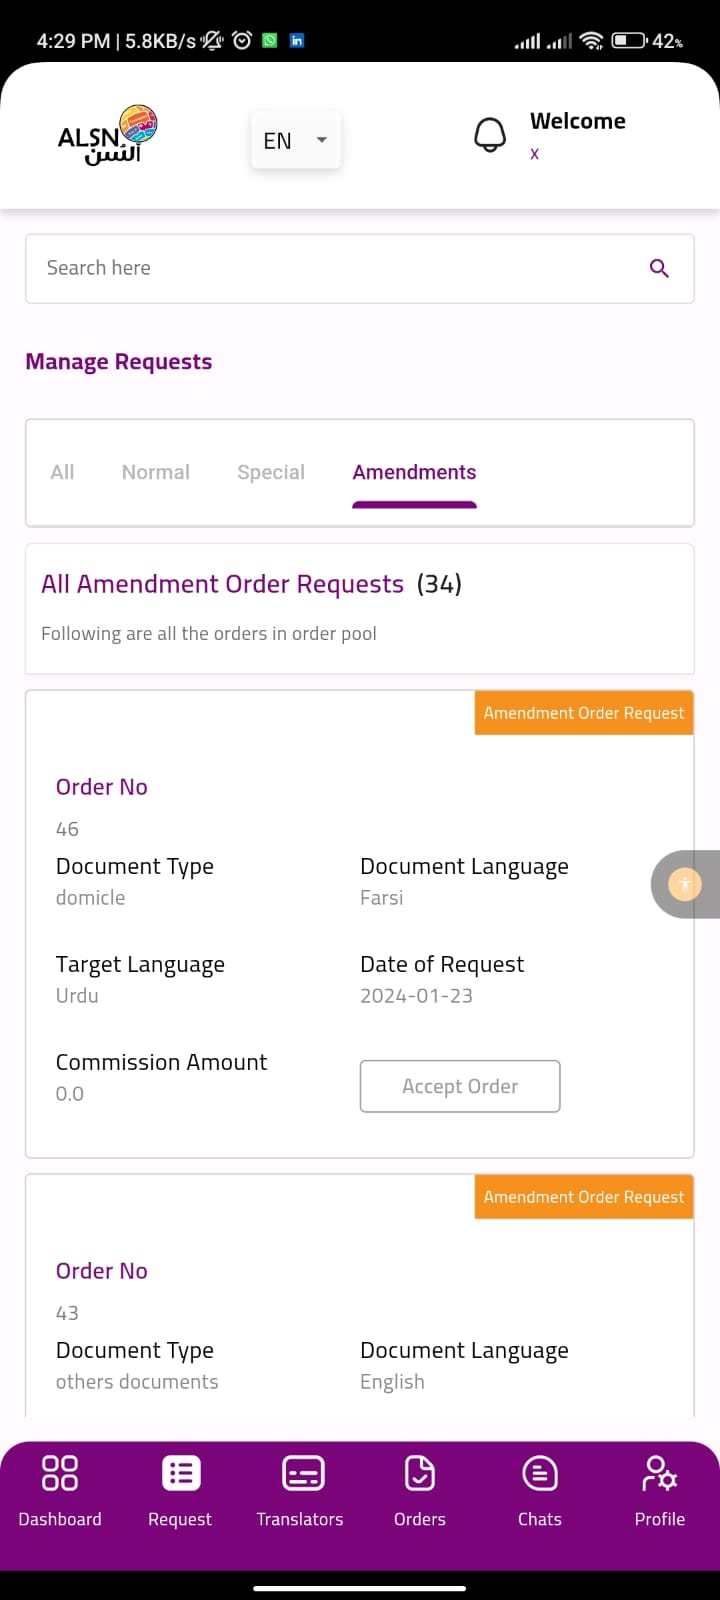 4:29 PM | 5.8KB/s
42%
ALSN
ألسن
EN
Welcome
x
Search here
Manage Requests
All Normal Special Amendments
All Amendment Order Requests (34)
Following are all the orders in order pool
Amendment Order Request
Order No
46
Document Type Document Language
domicle Farsi
Target Language Date of Request
Urdu 2024-01-23
Commission Amount
0.0
Accept Order
Amendment Order Request
Order No
43
Document Type Document Language
others documents English
Dashboard Request Translators Orders Chats Profile